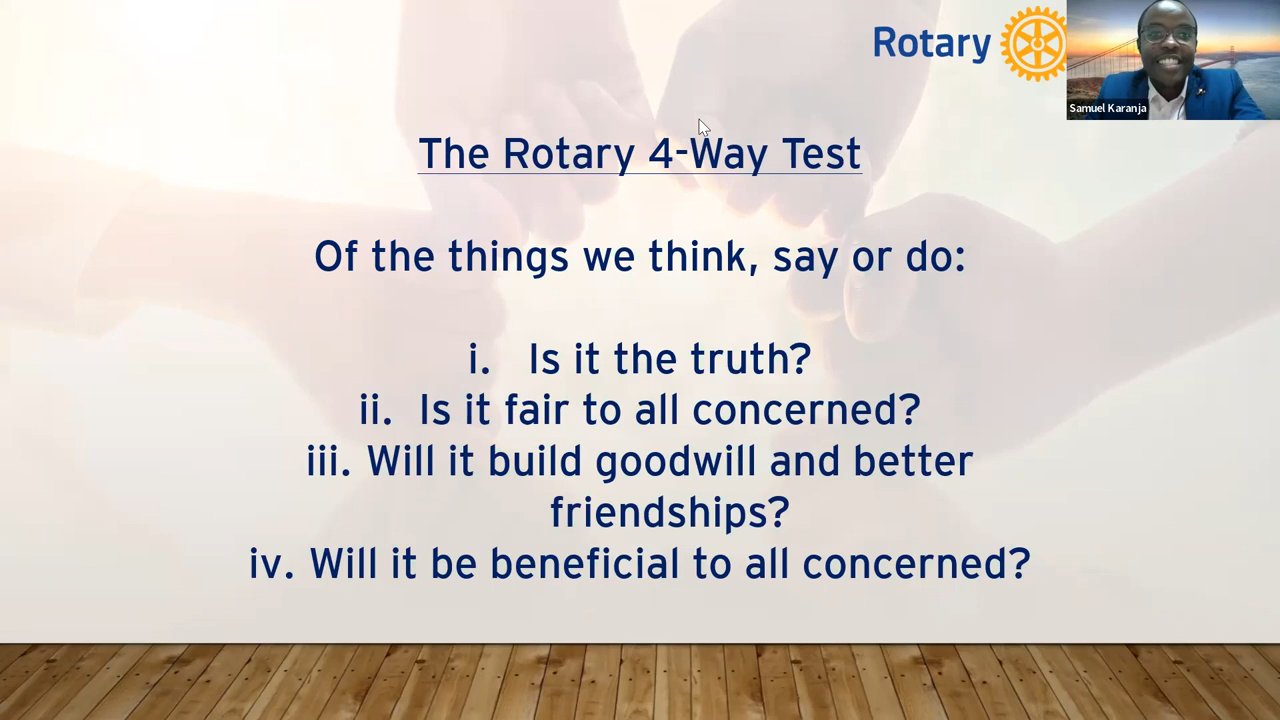 Rotary
Samuel Karanja
The Rotary 4-Way Test
Of the things we think, say or do:
i. Is it the truth?
ii. Is it fair to all concerned?
iii. Will it build goodwill and better
friendships?
iv. Will it be beneficial to all concerned?